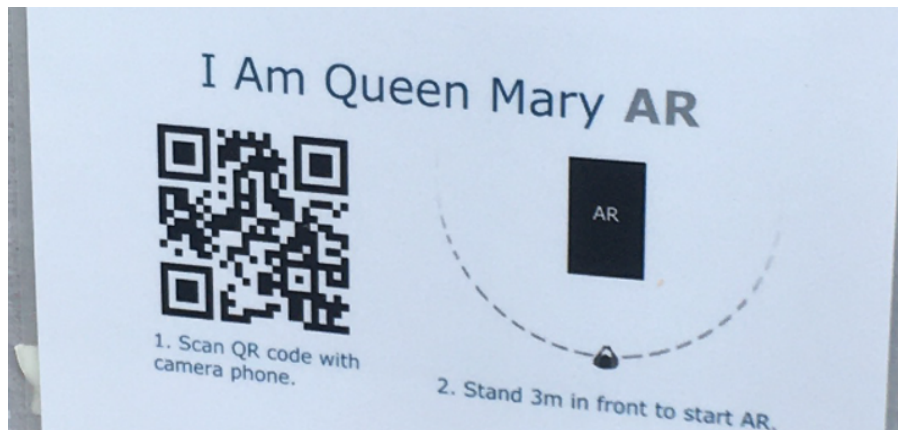 I Am Queen Mary AR
AR
1. Scan QR code with
camera phone.
2. Stand 3m in front to start AR.